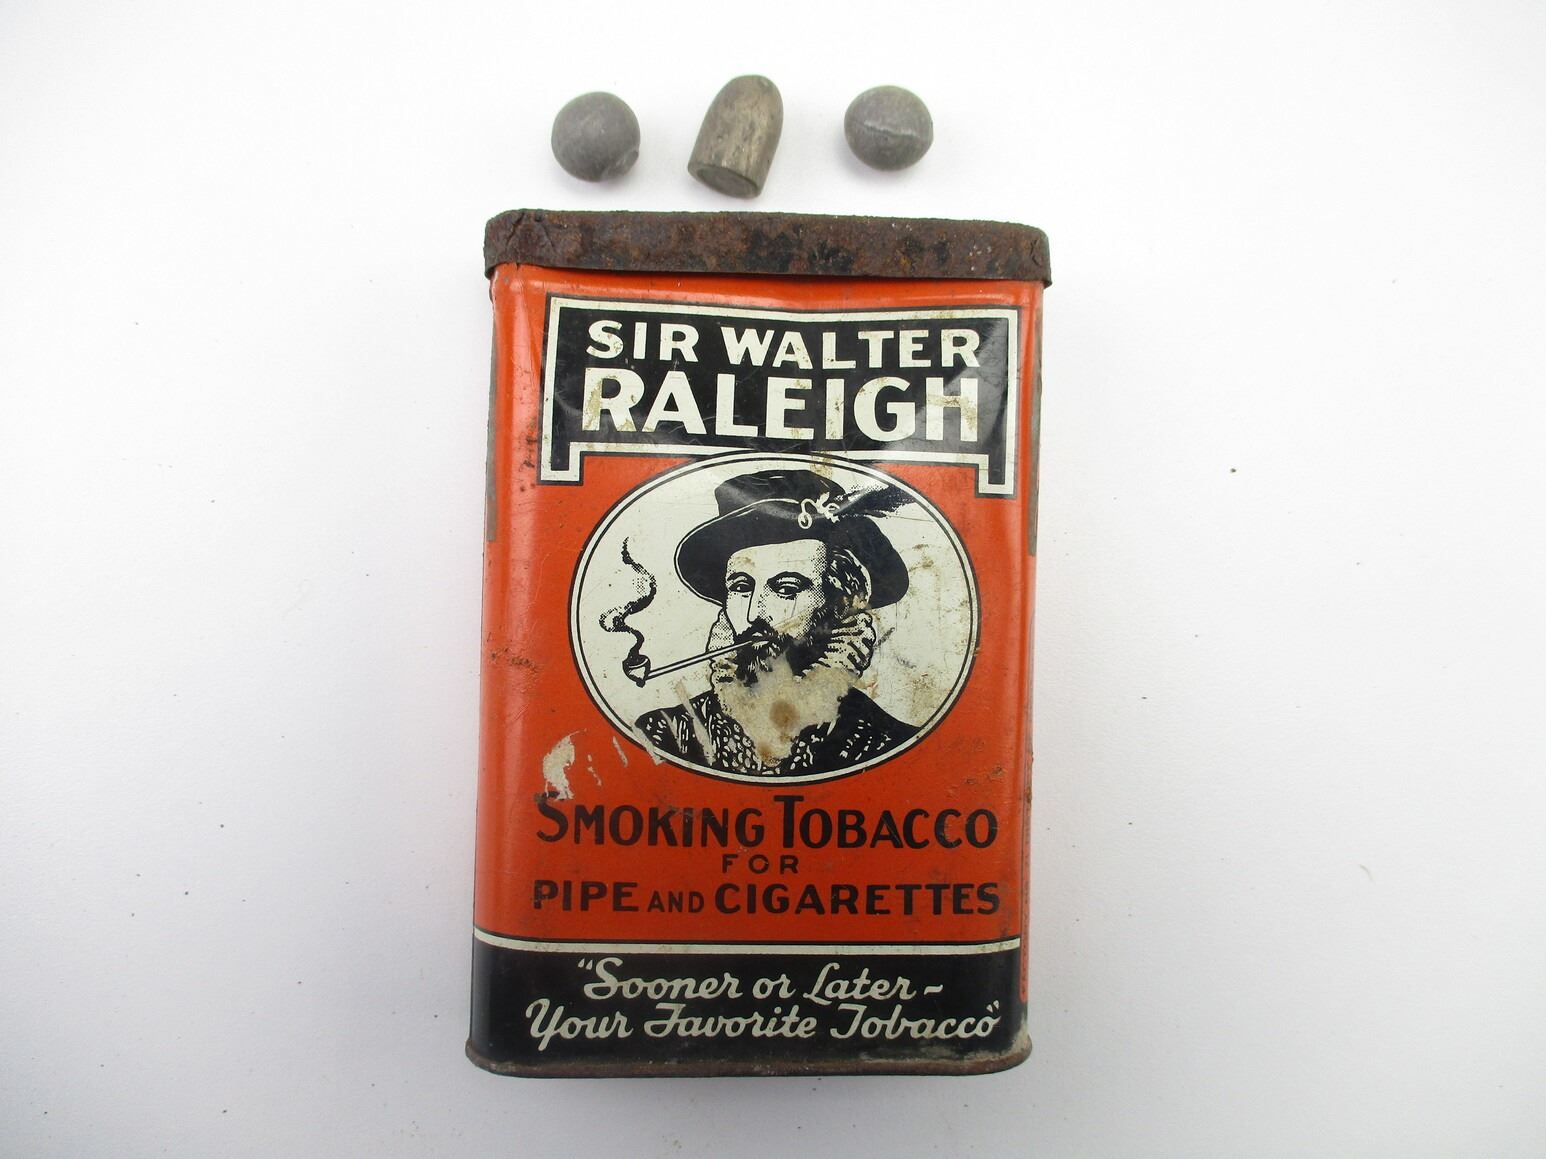 SIR WALTER
RALEIGH
SMOKING TOBACCO
FOR
PIPE AND CIGARETTES
"Sooner or Later-
Your Favorite Tobacco"